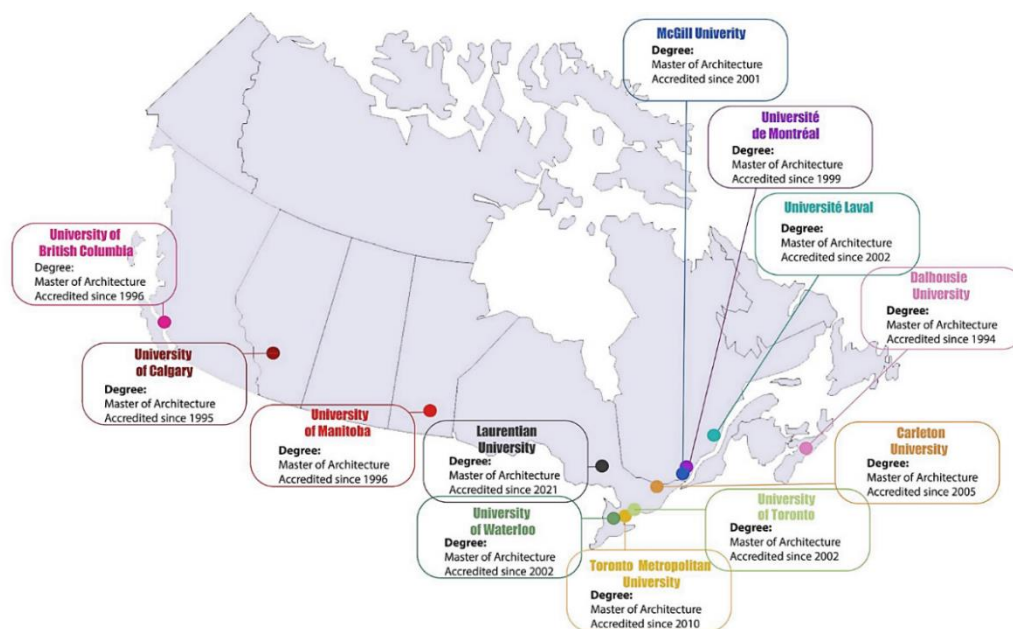 McGill Univerity
Degree:
Master of Architecture
Accredited since 2001
Université
de Montréal
Degree:
Master of Architecture
Accredited since 1999
Université Laval
Degree:
Master of Architecture
Accredited since 2002
University of
British Columbia
Degree:
Master of Architecture
Accredited since 1996
Dalhousie
University
Degree:
Master of Architecture
Accredited since 1994
University
of Calgary
Degree:
Master of Architecture
Accredited since 1995
University
of Manitoba
Degree:
Master of Architecture
Accredited since 1996
Laurentian
University
Degree:
Master of Architecture
Accredited since 2021
Carleton
University
Degree:
Master of Architecture
Accredited since 2005
University
of Waterloo
Degree:
Master of Architecture
Accredited since 2002
University
of Toronto
Degree:
Master of Architecture
Accredited since 2002
Toronto Metropolitan
University
Degree:
Master of Architecture
Accredited since 2010